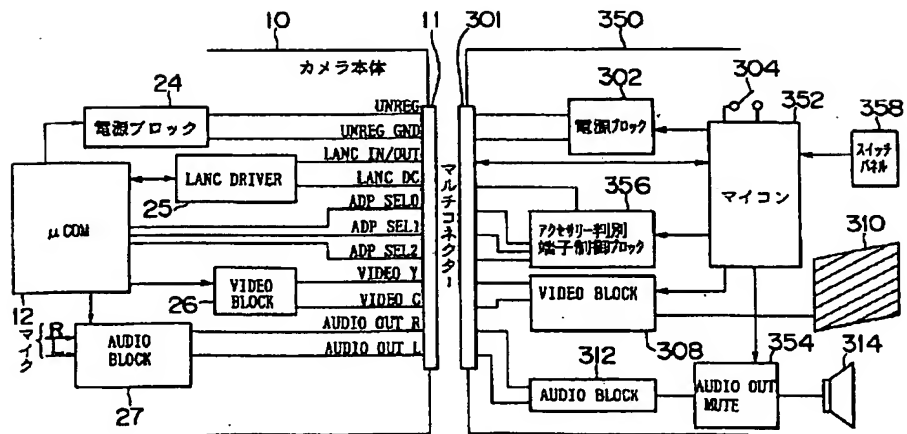 10
11
301
350
カメラ本体
24
電源ブロック
UNREG
UNREG GND
LANC IN/OUT
LANC DRIVER
LANC DC
25
ADP SEL0
ADP SEL1
ADP SEL2
μCOM
12
VIDEO Y
VIDEO BLOCK
VIDEO C
26
マイク
R
L
AUDIO BLOCK
27
AUDIO OUT R
AUDIO OUT L
マルチコネクター
302
電源ブロック
304
352
マイコン
358
スイッチ
パネル
356
アクセサリー判別
端子制御ブロック
310
VIDEO BLOCK
308
312
AUDIO BLOCK
354
AUDIO OUT
MUTE
314